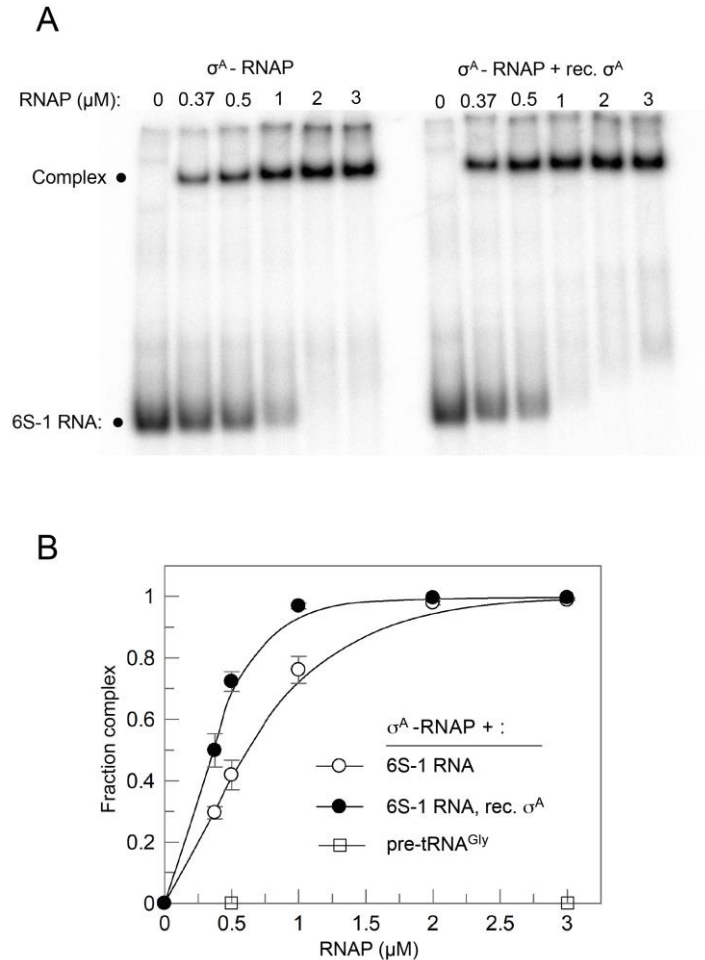 A
σᴬ - RNAP
σᴬ - RNAP + rec. σᴬ
RNAP (µM): 0 0.37 0.5 1 2 3 0 0.37 0.5 1 2 3
Complex •
6S-1 RNA: •
B
Fraction complex
1
0.8
0.6
0.4
0.2
0
σᴬ -RNAP + :
6S-1 RNA
6S-1 RNA, rec. σᴬ
pre-tRNAᴳˡʸ
0 0.5 1 1.5 2 2.5 3
RNAP (µM)